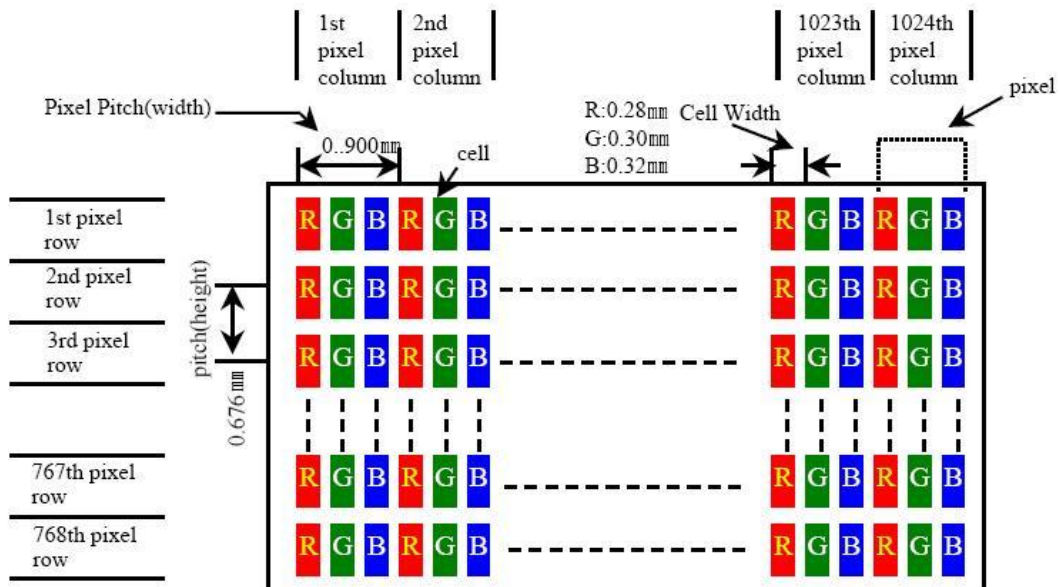 1st
pixel
column
2nd
pixel
column
1023th
pixel
column
1024th
pixel
column
Pixel Pitch(width)
0..900㎜
cell
R:0.28㎜
G:0.30㎜
B:0.32㎜
Cell Width
pixel
1st pixel
row
R G B R G B R G B R G B
2nd pixel
row
R G B R G B R G B R G B
3rd pixel
row
R G B R G B R G B R G B
pitch(height)
0.676㎜
767th pixel
row
R G B R G B R G B R G B
768th pixel
row
R G B R G B R G B R G B